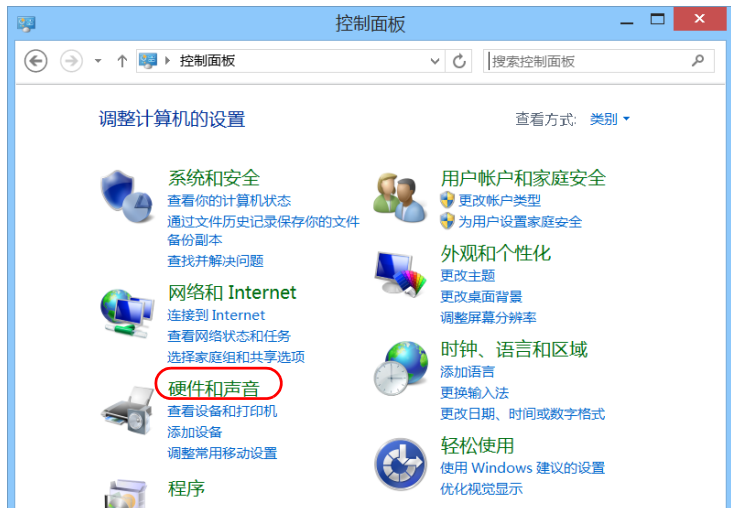 控制面板
控制面板
搜索控制面板
调整计算机的设置
查看方式: 类别
系统和安全
查看你的计算机状态
通过文件历史记录保存你的文件
备份副本
查找并解决问题
网络和 Internet
连接到 Internet
查看网络状态和任务
选择家庭组和共享选项
硬件和声音
查看设备和打印机
添加设备
调整常用移动设置
程序
用户帐户和家庭安全
更改帐户类型
为用户设置家庭安全
外观和个性化
更改主题
更改桌面背景
调整屏幕分辨率
时钟、语言和区域
添加语言
更换输入法
更改日期、时间或数字格式
轻松使用
使用 Windows 建议的设置
优化视觉显示